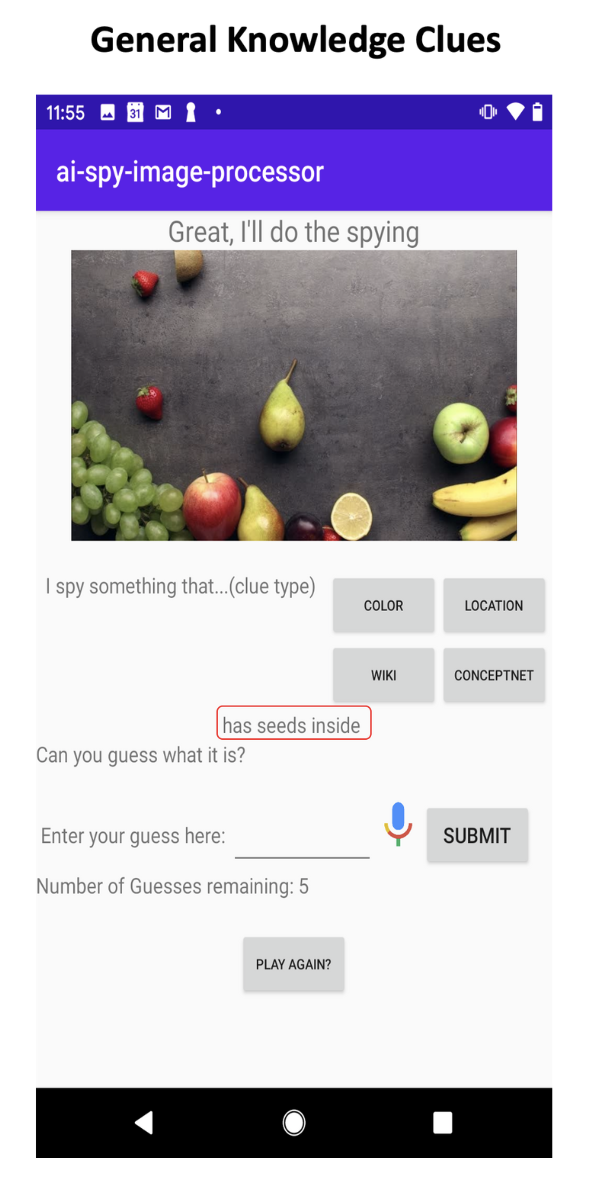 General Knowledge Clues
11:55 31
ai-spy-image-processor
Great, I'll do the spying
I spy something that...(clue type)
COLOR LOCATION
WIKI CONCEPTNET
has seeds inside
Can you guess what it is?
Enter your guess here: SUBMIT
Number of Guesses remaining: 5
PLAY AGAIN?